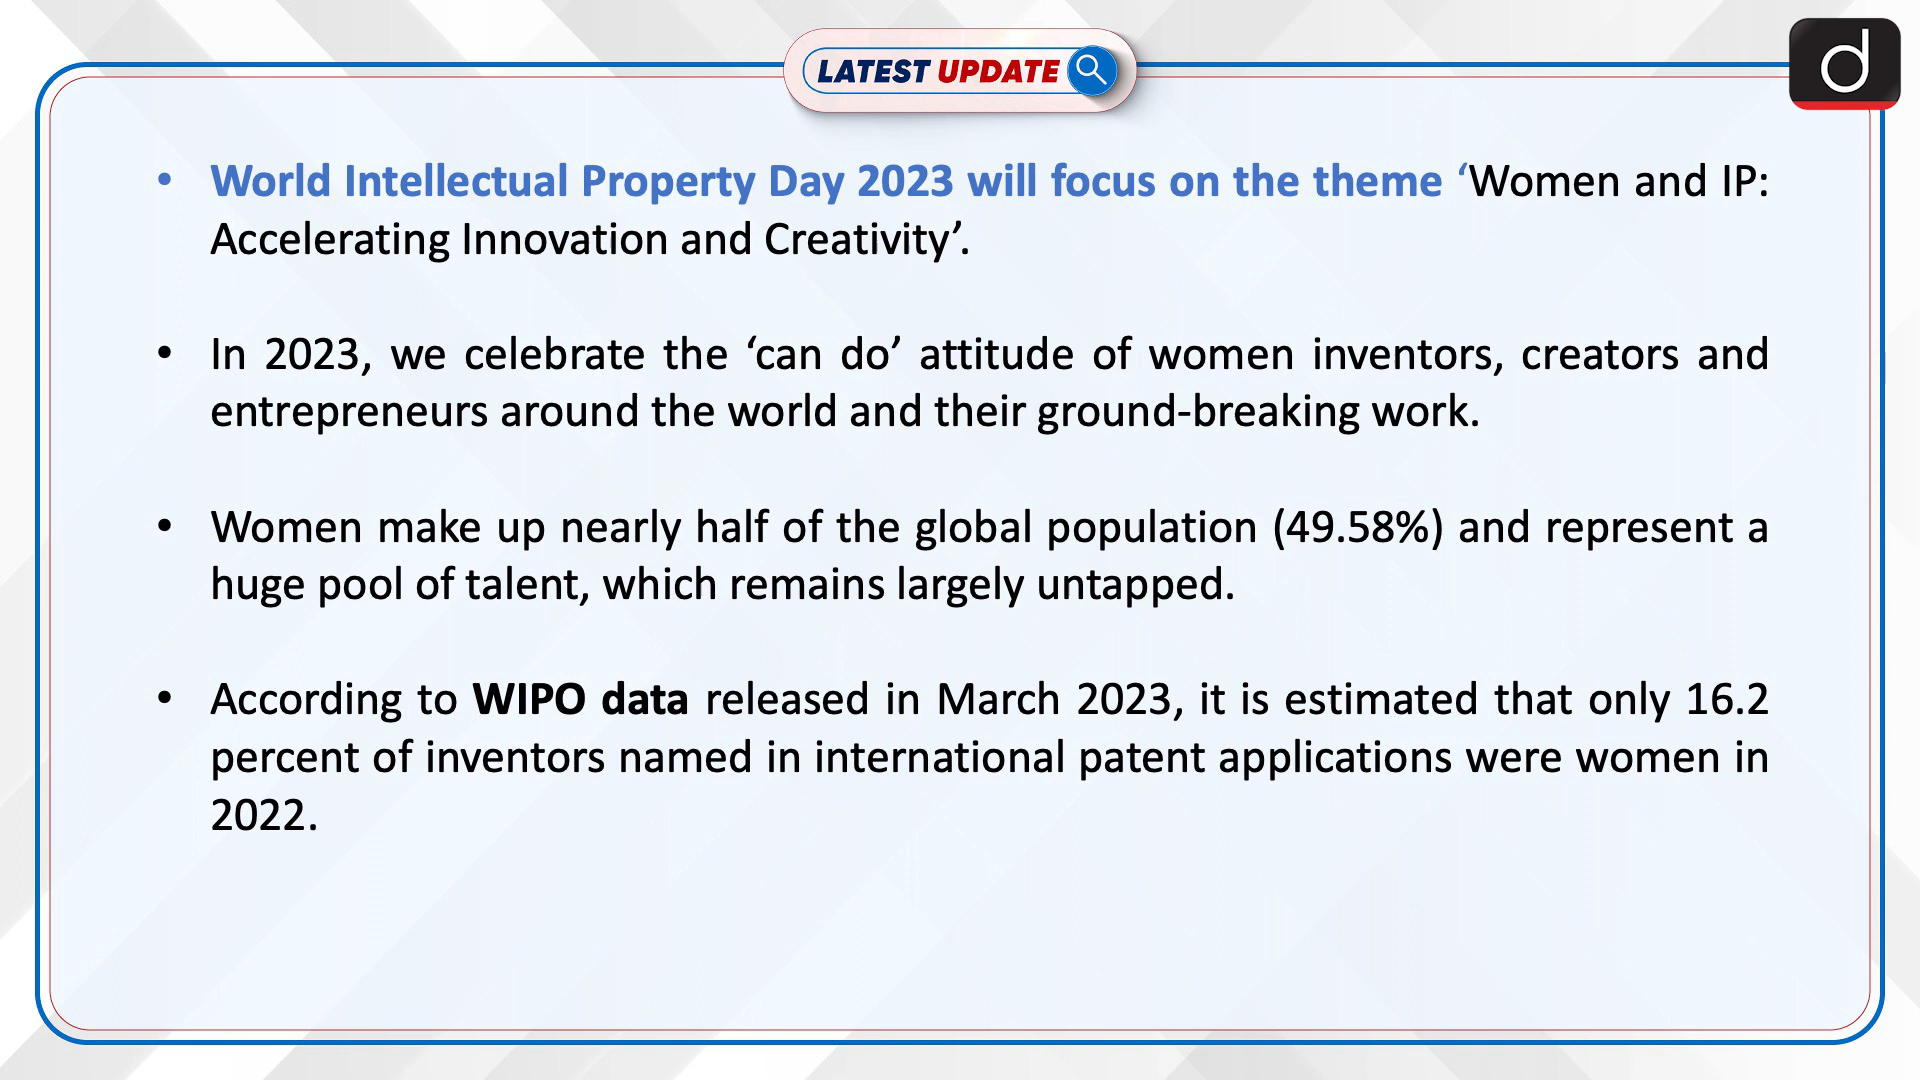 LATEST UPDATE
d
• World Intellectual Property Day 2023 will focus on the theme ‘Women and IP:
Accelerating Innovation and Creativity’.
• In 2023, we celebrate the ‘can do’ attitude of women inventors, creators and
entrepreneurs around the world and their ground-breaking work.
• Women make up nearly half of the global population (49.58%) and represent a
huge pool of talent, which remains largely untapped.
• According to WIPO data released in March 2023, it is estimated that only 16.2
percent of inventors named in international patent applications were women in
2022.